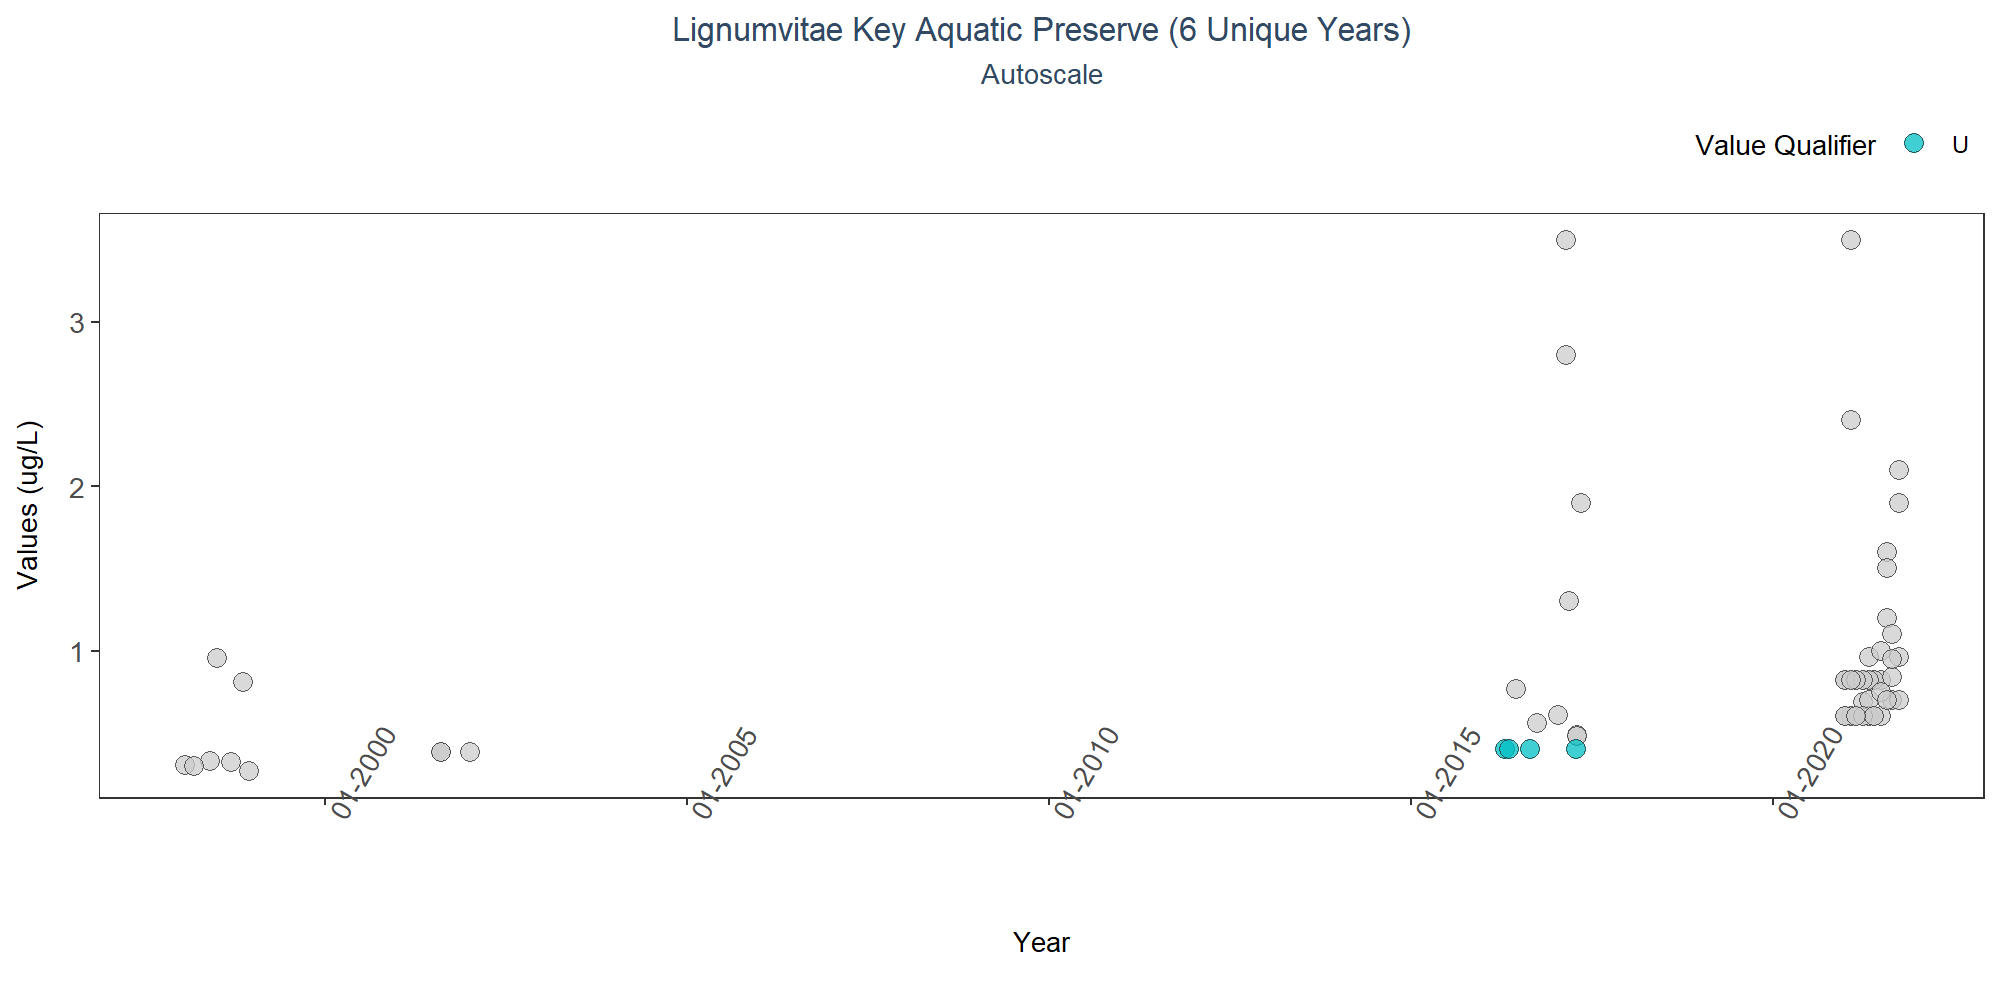 Lignumvitae Key Aquatic Preserve (6 Unique Years)
Autoscale
Value Qualifier U
Values (ug/L)
3
2
1
01-2000 01-2005 01-2010 01-2015 01-2020
Year